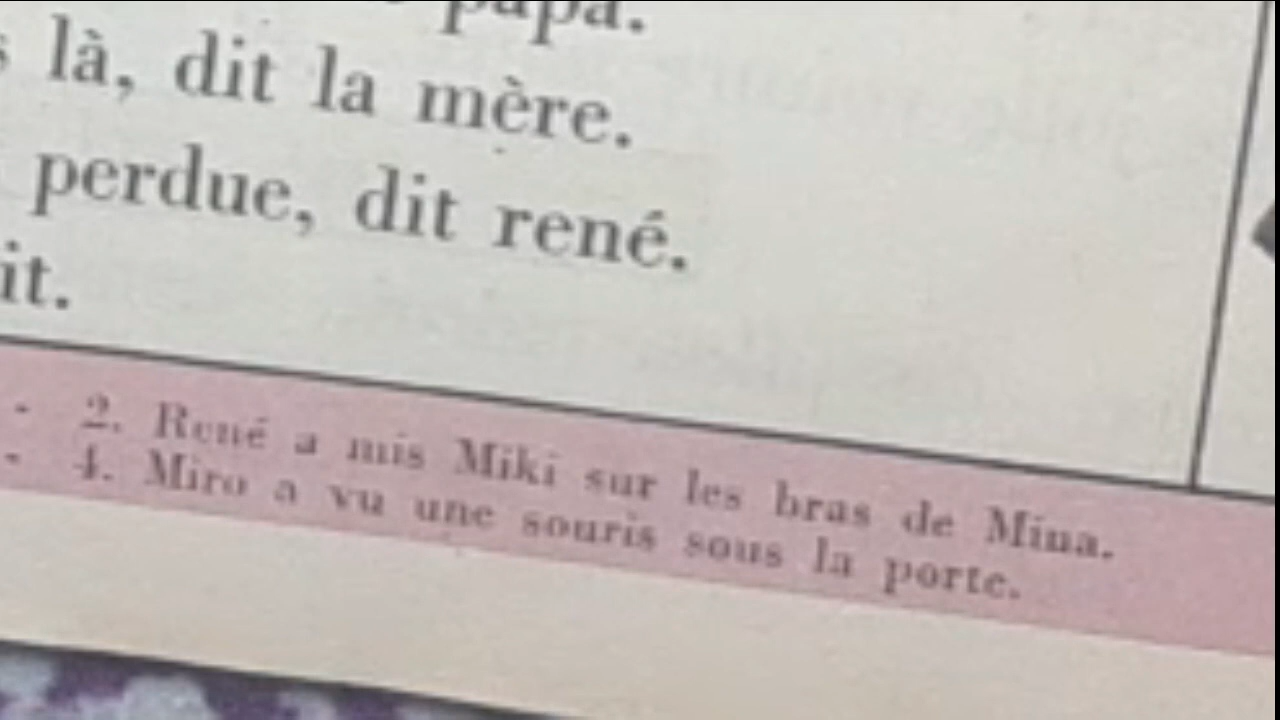 papa.
là, dit la mère.
perdue, dit rené.
it.
- 2. René a mis Miki sur les bras de Mina.
- 4. Miro a vu une souris sous la porte.